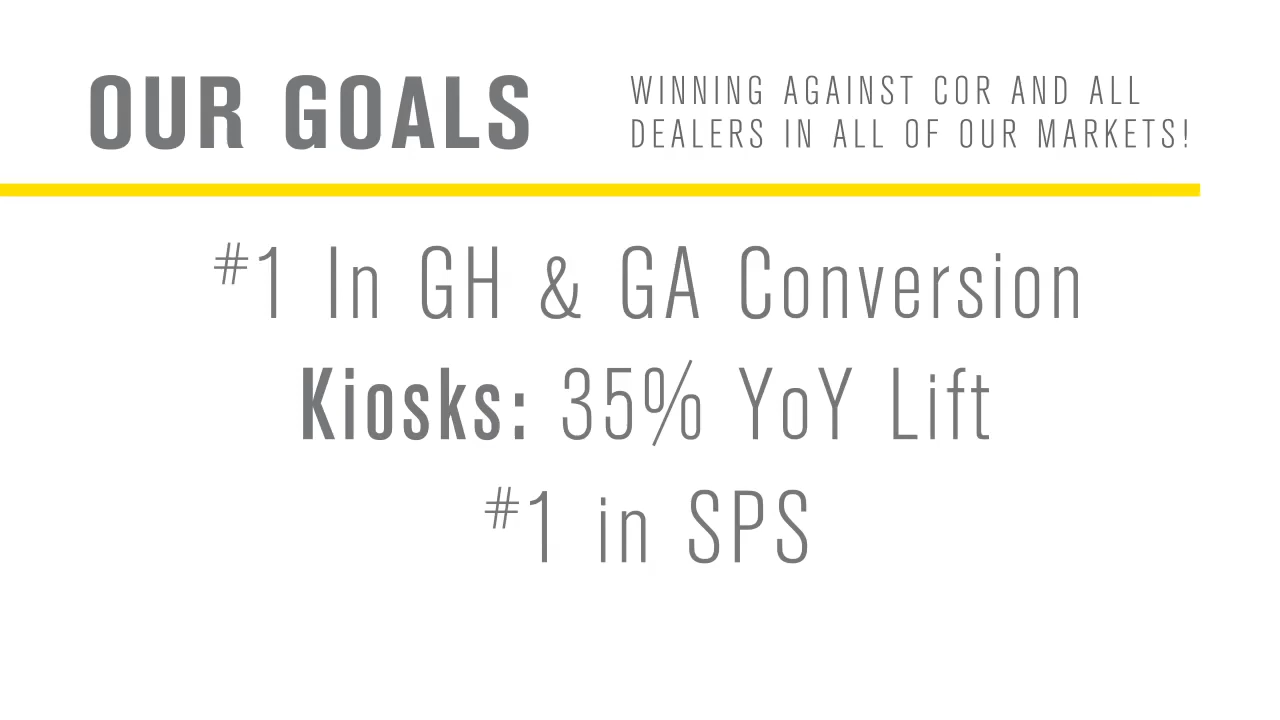 OUR GOALS
WINNING AGAINST COR AND ALL
DEALERS IN ALL OF OUR MARKETS!
#1 In GH & GA Conversion
Kiosks: 35% YoY Lift
#1 in SPS